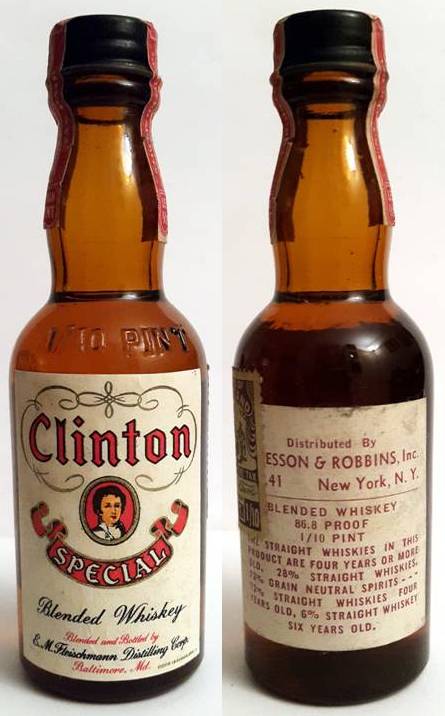 1/10 PINT
Clinton
SPECIAL
Blended Whiskey
Blended and Bottled by
E. M. Fleischmann Distilling Corp.
Baltimore, Md.
Distributed By
ESSON & ROBBINS, Inc.
41 New York, N. Y.
BLENDED WHISKEY
86.8 PROOF
1/10 PINT
STRAIGHT WHISKIES IN THIS
PRODUCT ARE FOUR YEARS OR MORE
OLD, 28% STRAIGHT WHISKIES,
GRAIN NEUTRAL SPIRITS---
STRAIGHT WHISKIES FOUR
YEARS OLD, 6% STRAIGHT WHISKEY
SIX YEARS OLD.